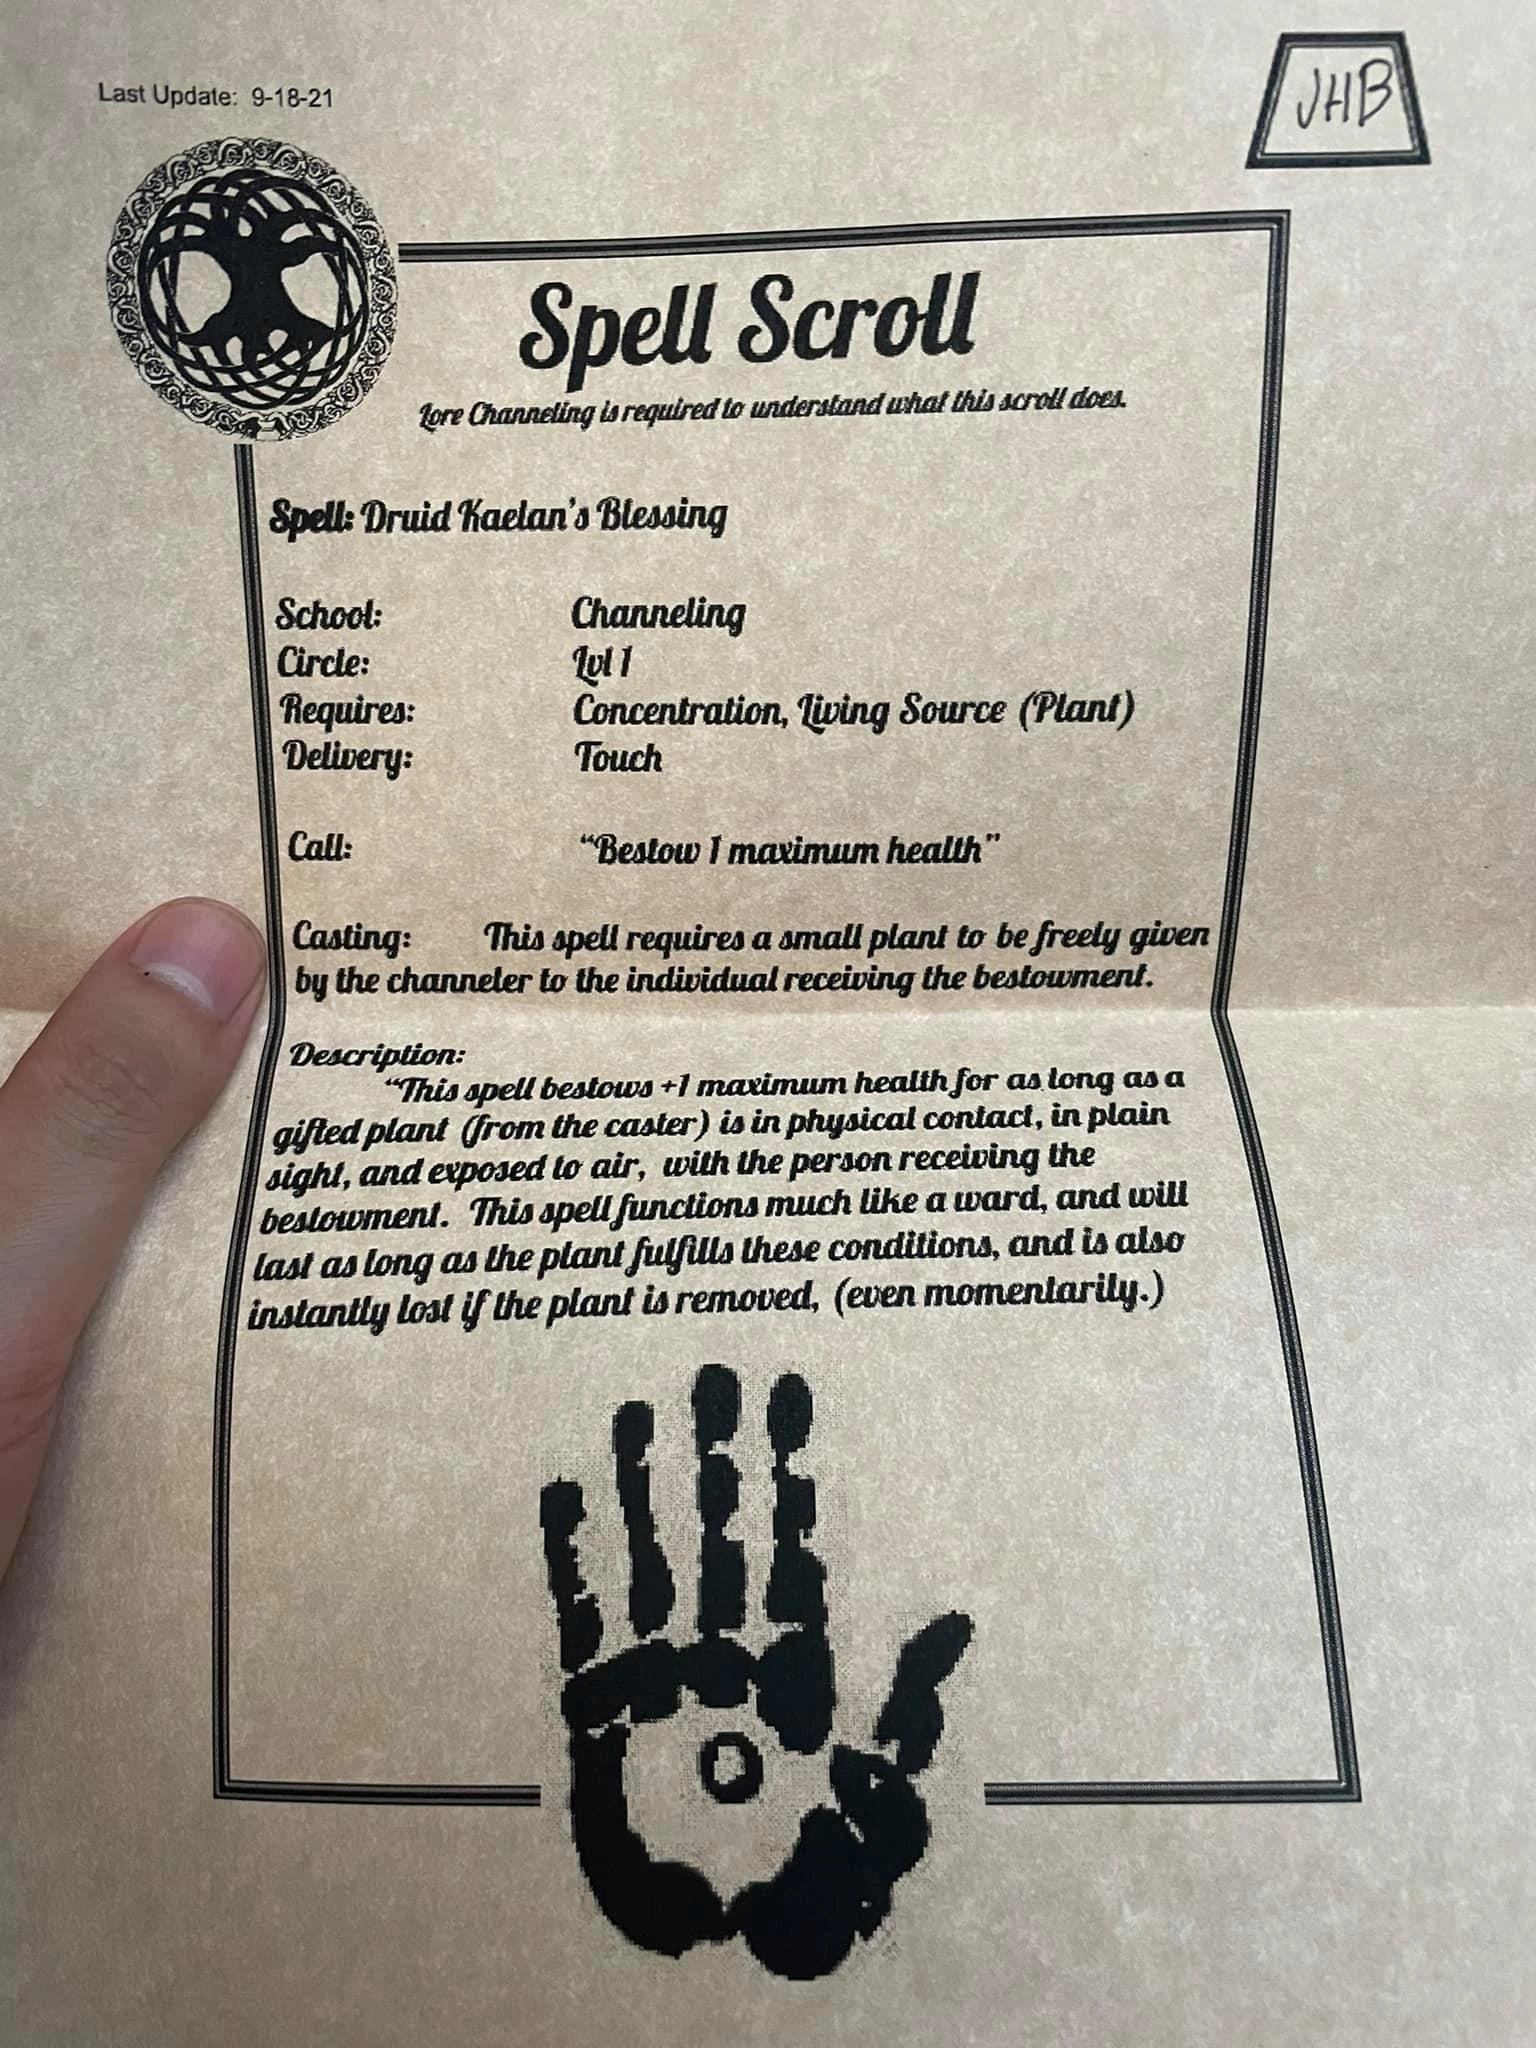 Last Update: 9-18-21
JHB
Spell Scroll
Lore Channeling is required to understand what this scroll does.
Spell: Druid Kaelan's Blessing
School: Channeling
Circle: Lvl 1
Requires: Concentration, Living Source (Plant)
Delivery: Touch
Call: “Bestow 1 maximum health”
Casting: This spell requires a small plant to be freely given
by the channeler to the individual receiving the bestowment.
Description:
“This spell bestows +1 maximum health for as long as a
gifted plant (from the caster) is in physical contact, in plain
sight, and exposed to air, with the person receiving the
bestowment. This spell functions much like a ward, and will
last as long as the plant fulfills these conditions, and is also
instantly lost if the plant is removed, (even momentarily.)